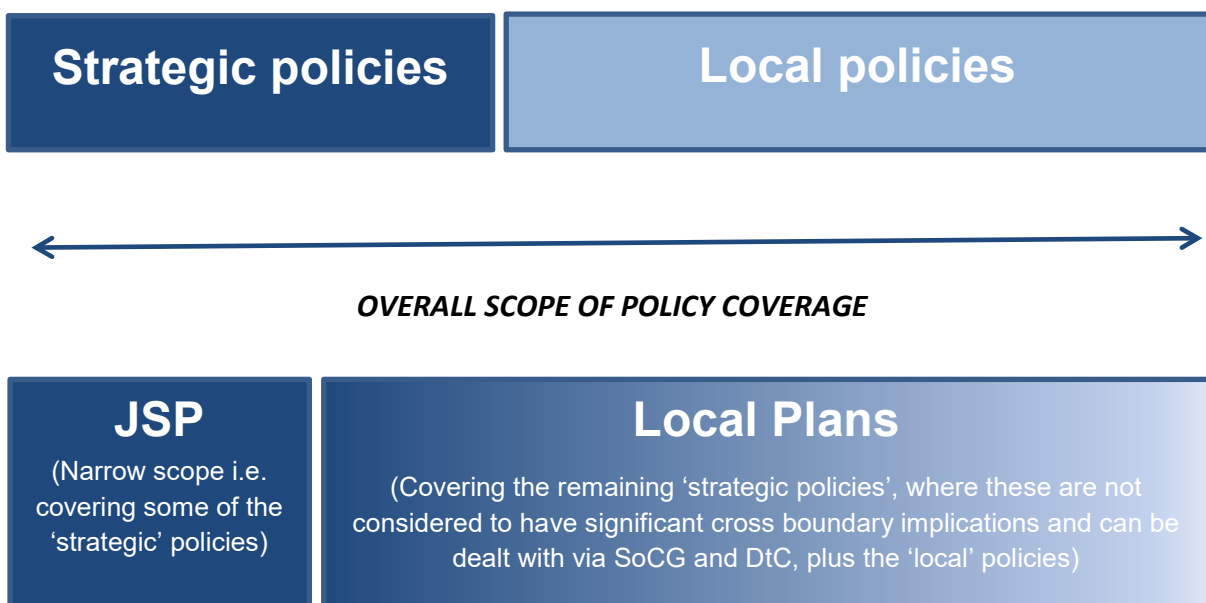 Strategic policies
Local policies
OVERALL SCOPE OF POLICY COVERAGE
JSP
(Narrow scope i.e.
covering some of the
‘strategic’ policies)
Local Plans
(Covering the remaining ‘strategic policies’, where these are not
considered to have significant cross boundary implications and can be
dealt with via SoCG and DtC, plus the ‘local’ policies)